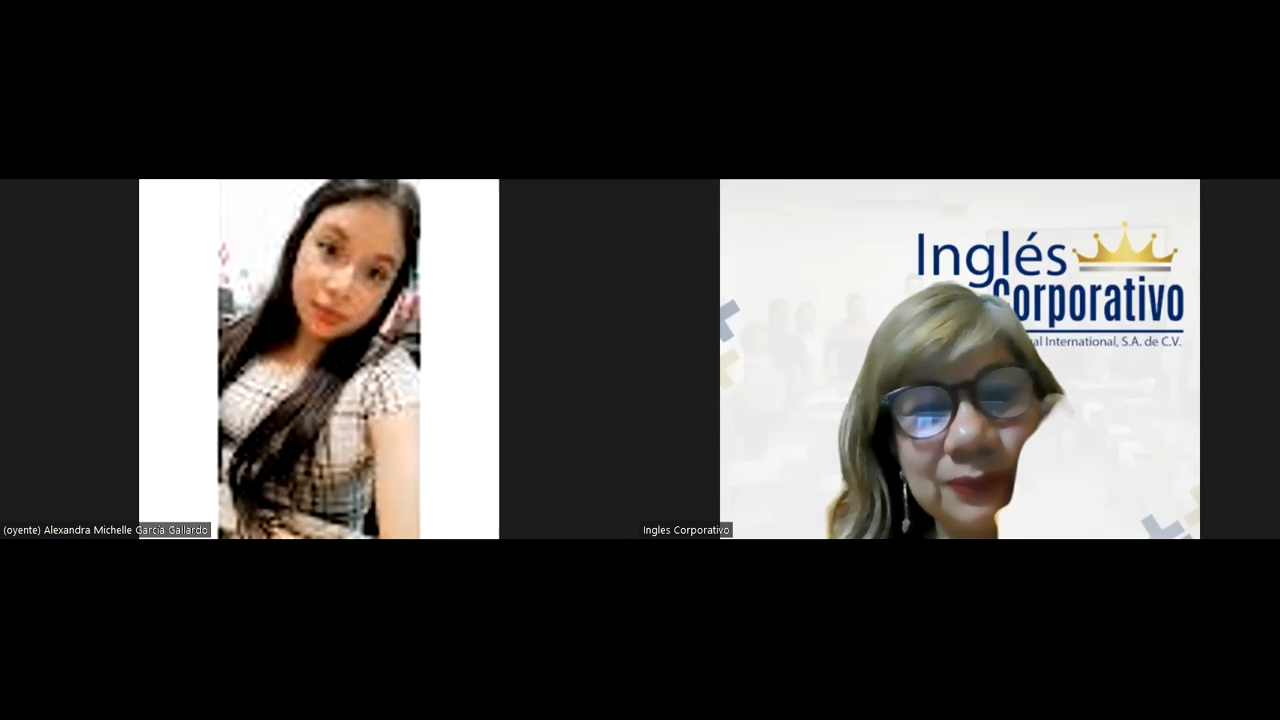 Inglés
Corporativo
International, S.A. de C.V.
(oyente) Alexandra Michelle García Gallardo
Ingles Corporativo